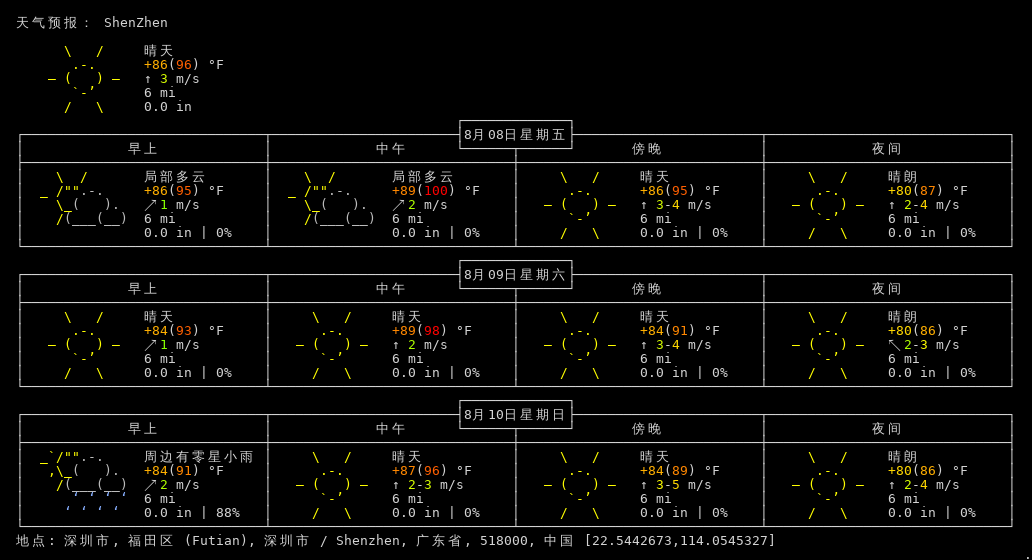 天气预报: ShenZhen
晴天
+86(96) °F
↑ 3 m/s
6 mi
0.0 in
8月08日星期五
早上 中午 傍晚 夜间
局部多云 局部多云 晴天 晴朗
+86(95) °F +89(100) °F +86(95) °F +80(87) °F
↗1 m/s ↗2 m/s ↑ 3-4 m/s ↑ 2-4 m/s
6 mi 6 mi 6 mi 6 mi
0.0 in | 0% 0.0 in | 0% 0.0 in | 0% 0.0 in | 0%
8月09日星期六
早上 中午 傍晚 夜间
晴天 晴天 晴天 晴朗
+84(93) °F +89(98) °F +84(91) °F +80(86) °F
↗1 m/s ↑ 2 m/s ↑ 3-4 m/s ↖2-3 m/s
6 mi 6 mi 6 mi 6 mi
0.0 in | 0% 0.0 in | 0% 0.0 in | 0% 0.0 in | 0%
8月10日星期日
早上 中午 傍晚 夜间
周边有零星小雨 晴天 晴天 晴朗
+84(91) °F +87(96) °F +84(89) °F +80(86) °F
↗2 m/s ↑ 2-3 m/s ↑ 3-5 m/s ↑ 2-4 m/s
6 mi 6 mi 6 mi 6 mi
0.0 in | 88% 0.0 in | 0% 0.0 in | 0% 0.0 in | 0%
地点: 深圳市, 福田区 (Futian), 深圳市 / Shenzhen, 广东省, 518000, 中国 [22.5442673,114.0545327]